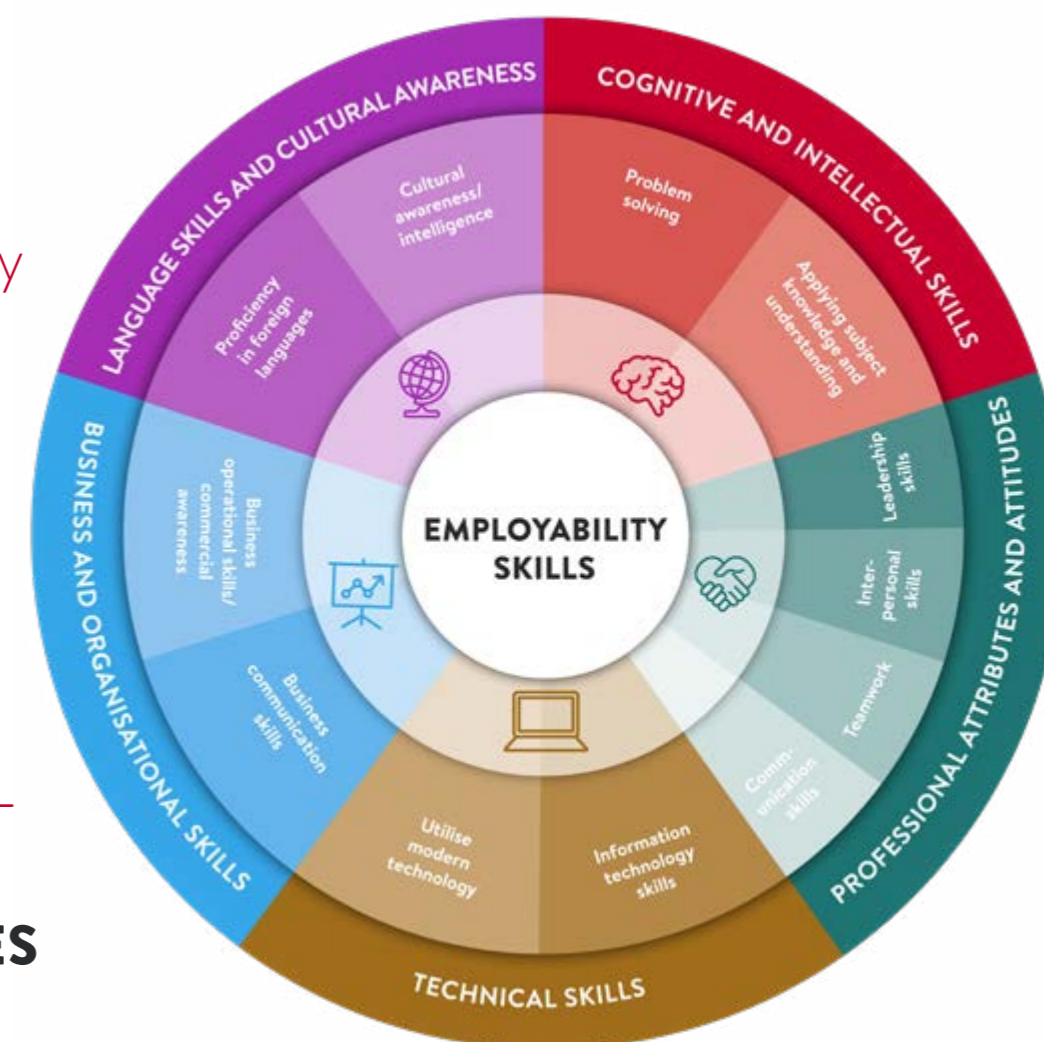 y
ES
LANGUAGE SKILLS AND CULTURAL AWARENESS
COGNITIVE AND INTELLECTUAL SKILLS
PROFESSIONAL ATTRIBUTES AND ATTITUDES
TECHNICAL SKILLS
BUSINESS AND ORGANISATIONAL SKILLS
Cultural
awareness/
intelligence
Problem
solving
Applying subject
knowledge and
understanding
Leadership
skills
Inter-
personal
skills
Teamwork
Comm-
unication
skills
Information
technology
skills
Utilise
modern
technology
Business
communication
skills
Business
operational skills/
commercial
awareness
Proficiency
in foreign
languages
EMPLOYABILITY
SKILLS